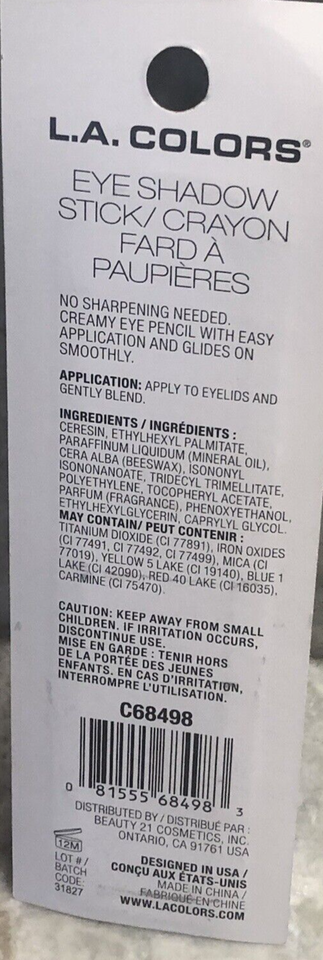 L.A. COLORS®
EYE SHADOW
STICK/ CRAYON
FARD À
PAUPIÈRES
NO SHARPENING NEEDED.
CREAMY EYE PENCIL WITH EASY
APPLICATION AND GLIDES ON
SMOOTHLY.
APPLICATION: APPLY TO EYELIDS AND
GENTLY BLEND.
INGREDIENTS / INGRÉDIENTS :
CERESIN, ETHYLHEXYL PALMITATE,
PARAFFINUM LIQUIDUM (MINERAL OIL),
CERA ALBA (BEESWAX), ISONONYL
ISONONANOATE, TRIDECYL TRIMELLITATE,
POLYETHYLENE, TOCOPHERYL ACETATE,
PARFUM (FRAGRANCE), PHENOXYETHANOL,
ETHYLHEXYLGLYCERIN, CAPRYLYL GLYCOL.
MAY CONTAIN/ PEUT CONTENIR :
TITANIUM DIOXIDE (CI 77891), IRON OXIDES
(CI 77491, CI 77492, CI 77499), MICA (CI
77019), YELLOW 5 LAKE (CI 19140), BLUE 1
LAKE (CI 42090), RED 40 LAKE (CI 16035),
CARMINE (CI 75470).
CAUTION: KEEP AWAY FROM SMALL
CHILDREN. IF IRRITATION OCCURS,
DISCONTINUE USE.
MISE EN GARDE : TENIR HORS
DE LA PORTÉE DES JEUNES
ENFANTS. EN CAS D'IRRITATION,
INTERROMPRE L'UTILISATION.
C68498
0 81555 68498 3
DISTRIBUTED BY / DISTRIBUÉ PAR :
BEAUTY 21 COSMETICS, INC.
ONTARIO, CA 91761 USA
12M
LOT # /
BATCH
CODE:
31827
DESIGNED IN USA /
CONÇU AUX ÉTATS-UNIS
MADE IN CHINA /
FABRIQUÉ EN CHINE
WWW.LACOLORS.COM